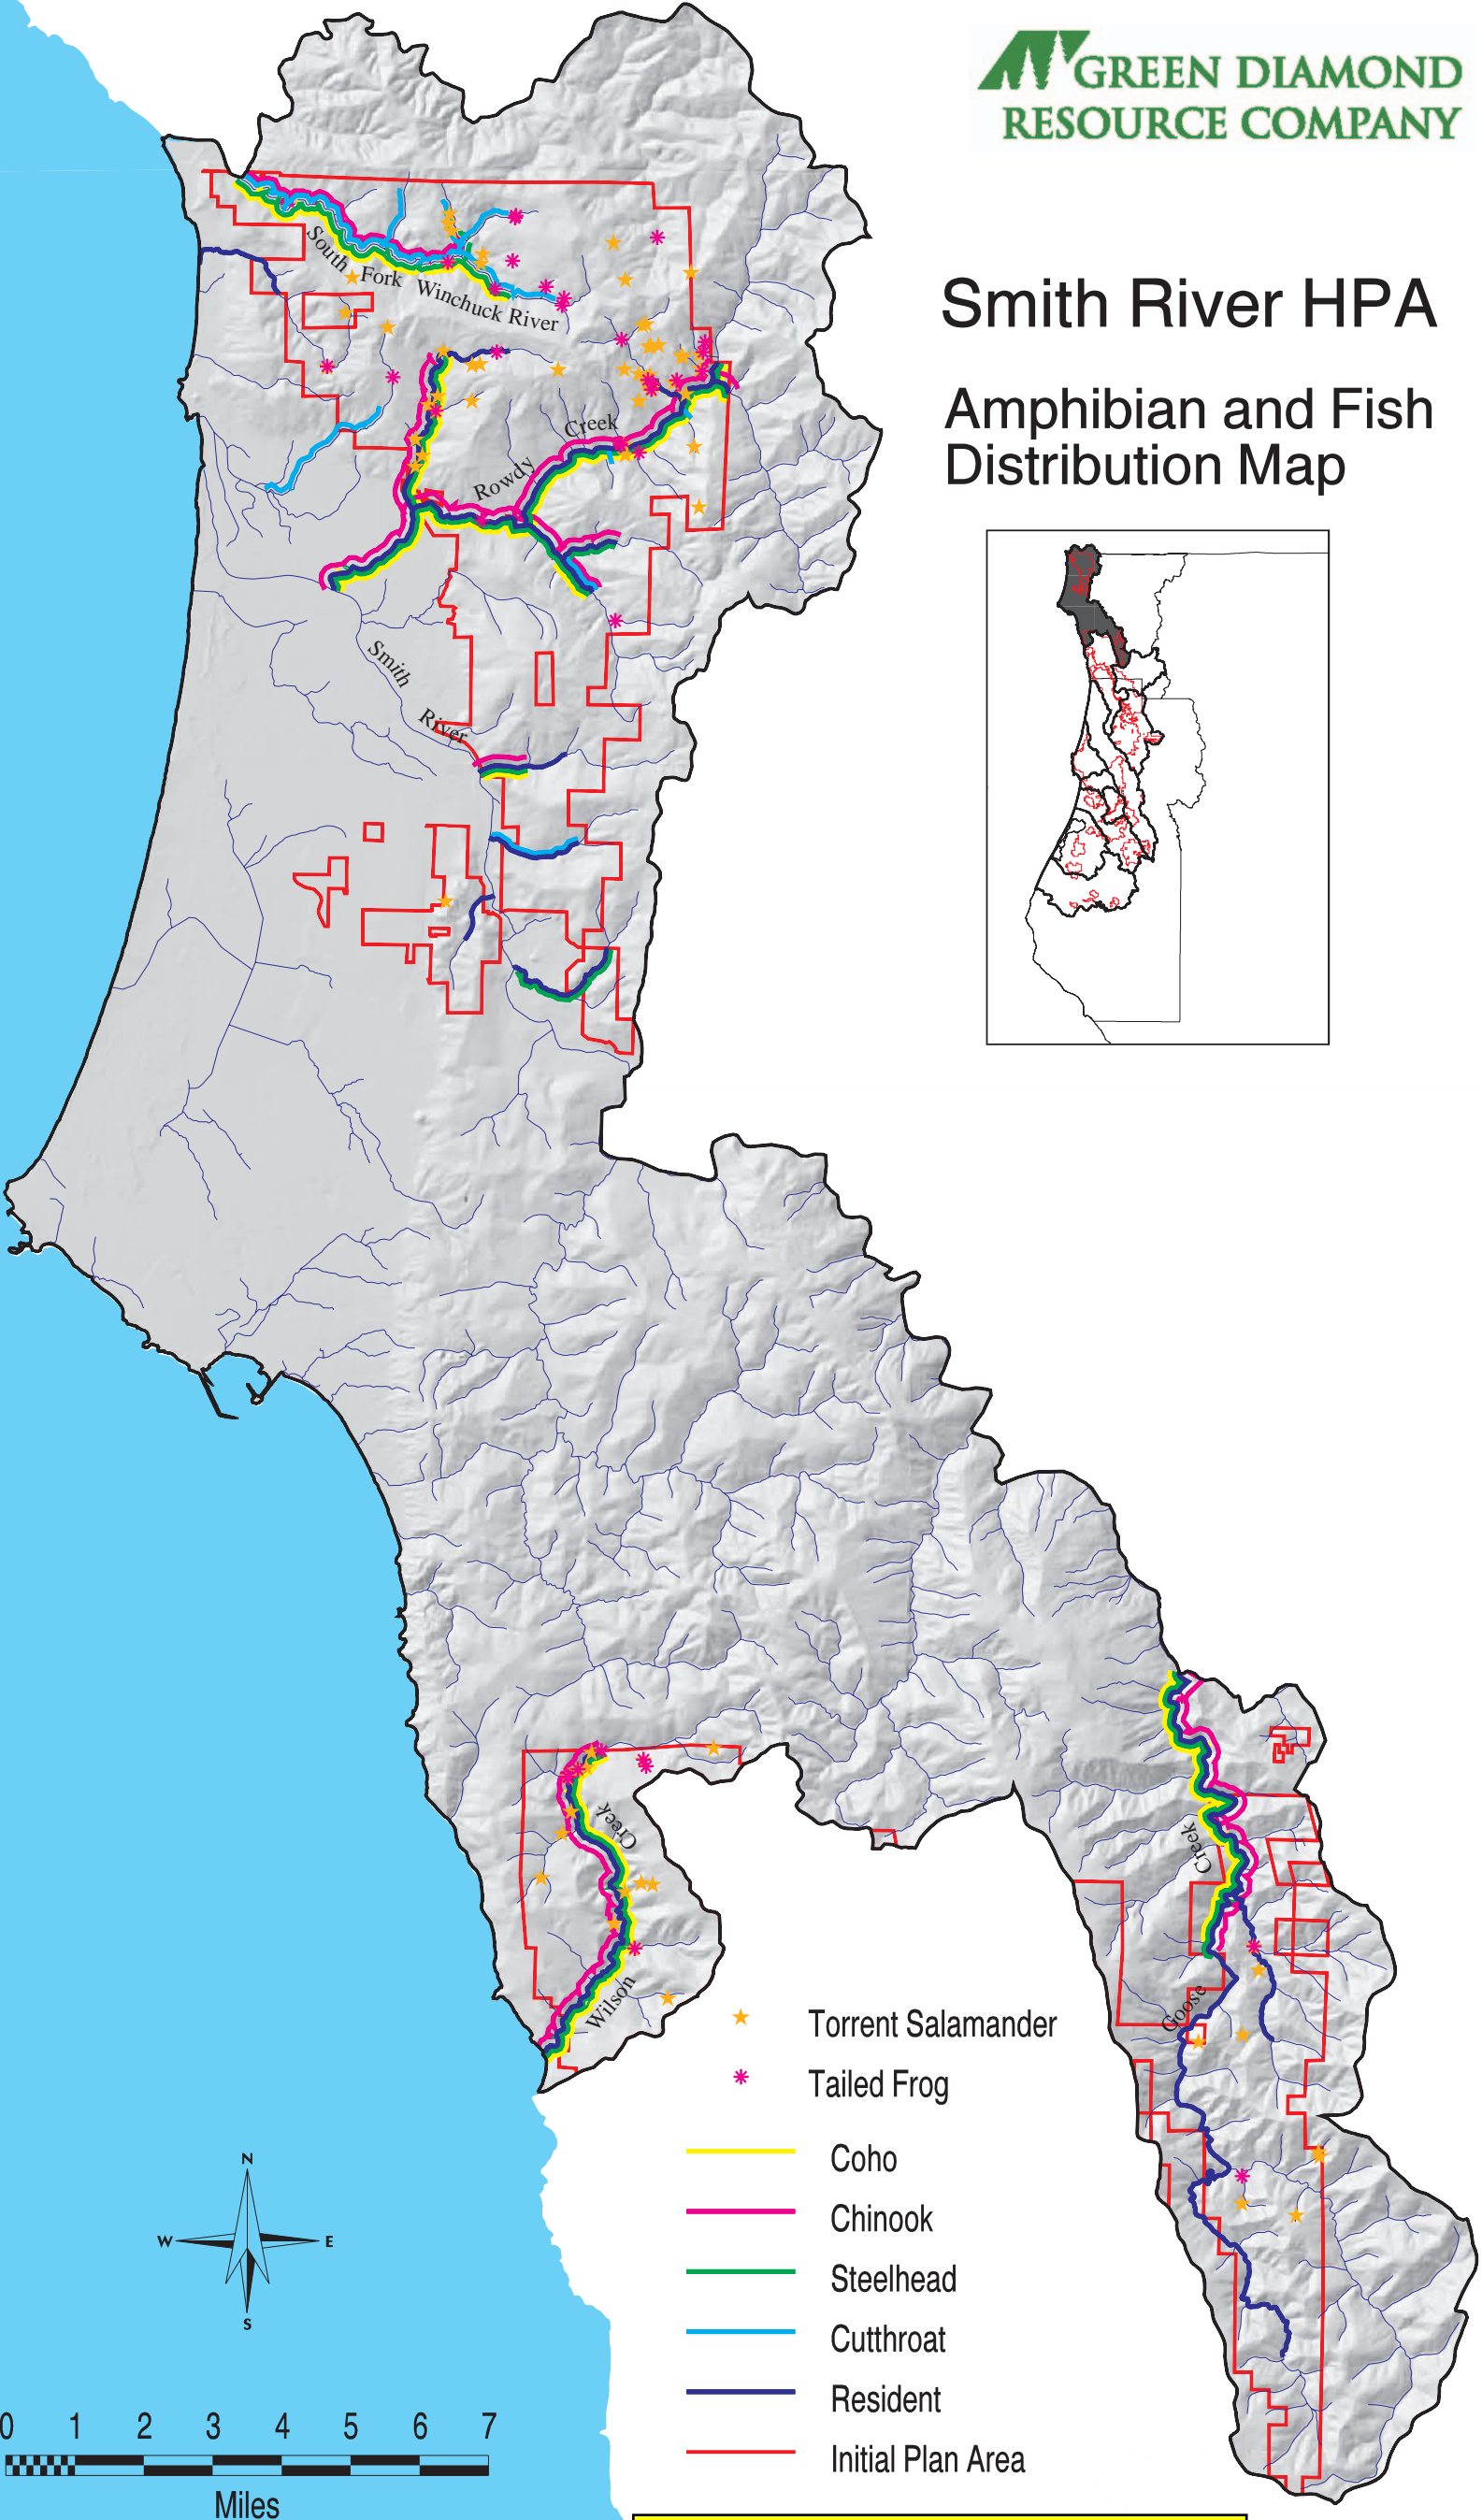 GREEN DIAMOND
RESOURCE COMPANY
Smith River HPA
Amphibian and Fish
Distribution Map
South Fork Winchuck River
Rowdy Creek
Smith River
Wilson Creek
Goose Creek
Torrent Salamander
Tailed Frog
Coho
Chinook
Steelhead
Cutthroat
Resident
Initial Plan Area
N
W E
S
0 1 2 3 4 5 6 7
Miles